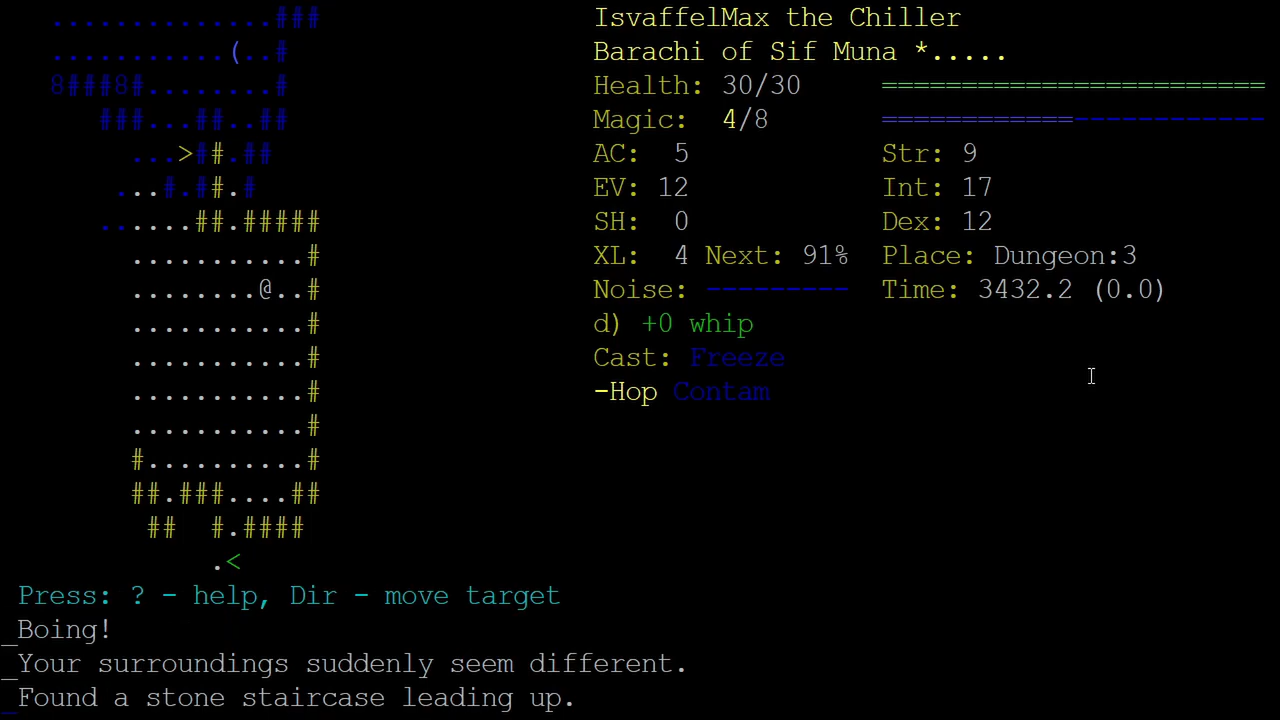 .................### IsvaffelMax the Chiller
...........(..# Barachi of Sif Muna *.....
8###8#........# Health: 30/30 ========================
###...##..## Magic: 4/8 ============------------
...>##.## AC: 5 Str: 9
...#.##.# EV: 12 Int: 17
......##.##### SH: 0 Dex: 12
...........# XL: 4 Next: 91% Place: Dungeon:3
........@..# Noise: --------- Time: 3432.2 (0.0)
...........# d) +0 whip
...........# Cast: Freeze
...........# -Hop Contam
...........#
#..........#
##.###....##
## #.####
.<
Press: ? - help, Dir - move target
_Boing!
_Your surroundings suddenly seem different.
_Found a stone staircase leading up.